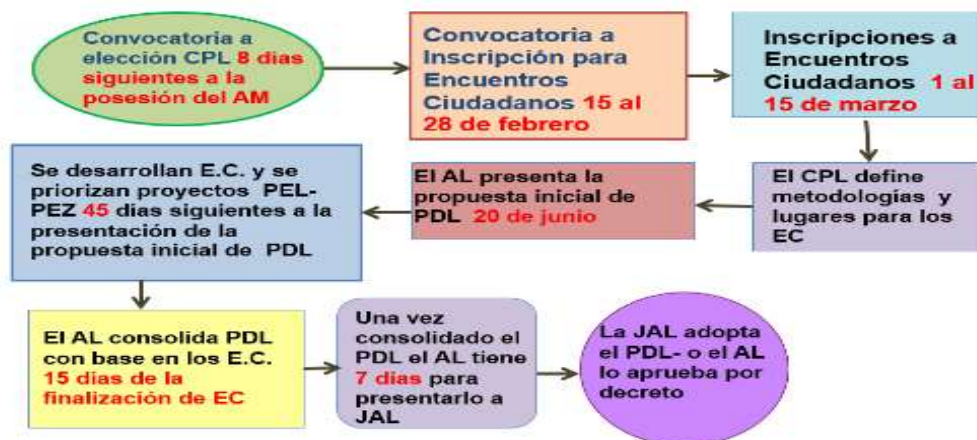 Convocatoria a
elección CPL 8 días
siguientes a la
posesión del AM
Convocatoria a
Inscripción para
Encuentros
Ciudadanos 15 al
28 de febrero
Inscripciones a
Encuentros
Ciudadanos 1 al
15 de marzo
El CPL define
metodologías y
lugares para los
EC
El AL presenta la
propuesta inicial de
PDL 20 de junio
Se desarrollan E.C. y se
priorizan proyectos PEL-
PEZ 45 días siguientes a la
presentación de la
propuesta inicial de PDL
El AL consolida PDL
con base en los E.C.
15 días de la
finalización de EC
Una vez
consolidado el
PDL el AL tiene
7 días para
presentarlo a
JAL
La JAL adopta
el PDL- o el AL
lo aprueba por
decreto